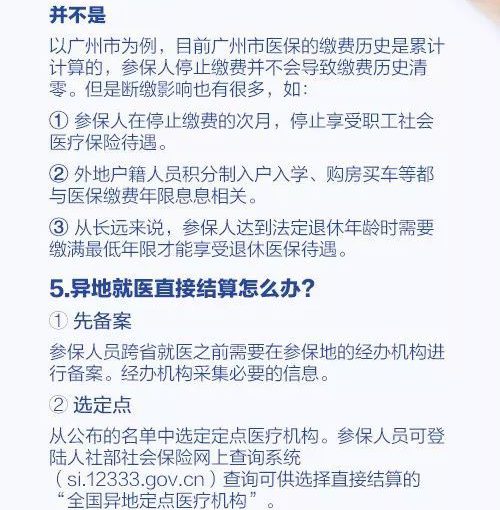 并不是
以广州市为例，目前广州市医保的缴费历史是累计
计算的，参保人停止缴费并不会导致缴费历史清
零。但是断缴影响也有很多，如：
① 参保人在停止缴费的次月，停止享受职工社会
医疗保险待遇。
② 外地户籍人员积分制入户入学、购房买车等都
与医保缴费年限息息相关。
③ 从长远来说，参保人达到法定退休年龄时需要
缴满最低年限才能享受退休医保待遇。
5.异地就医直接结算怎么办?
① 先备案
参保人员跨省就医之前需要在参保地的经办机构进
行备案。经办机构采集必要的信息。
② 选定点
从公布的名单中选定定点医疗机构。参保人员可登
陆人社部社会保险网上查询系统
（si.12333.gov.cn）查询可供选择直接结算的
“全国异地定点医疗机构”。